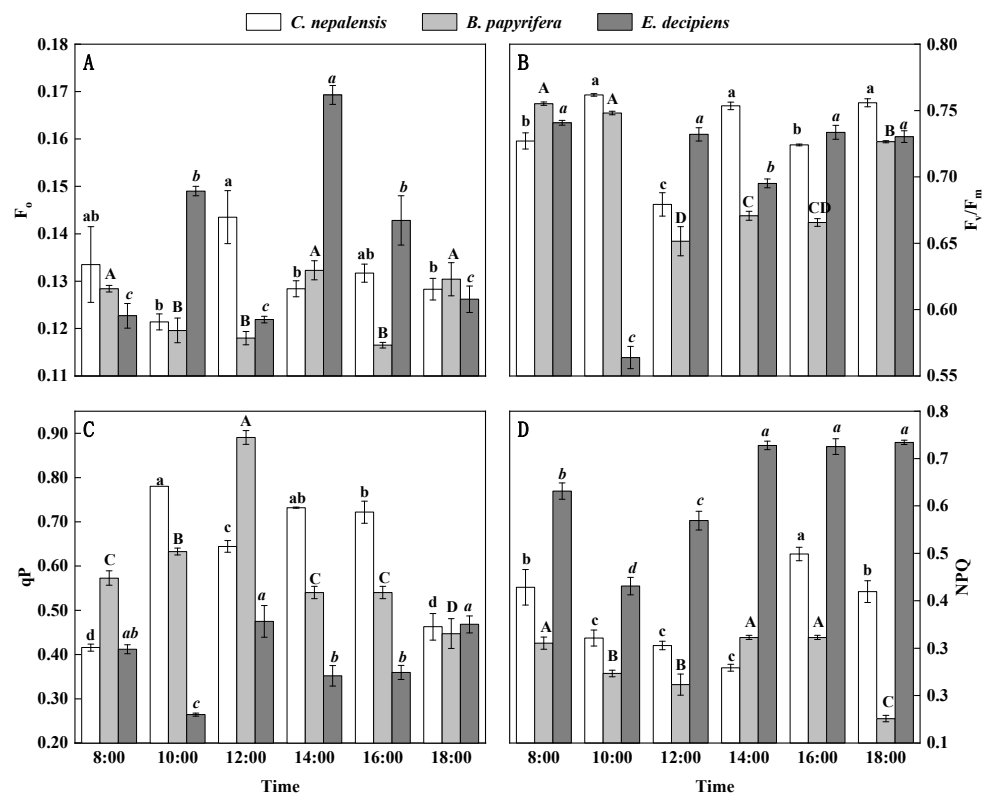 C. nepalensis B. papyrifera E. decipiens
A
0.18
0.17
0.16
0.15
0.14
0.13
0.12
0.11
Fo
ab A c
b B b
a B c
b A a
ab B b
b A c
B
0.80
0.75
0.70
0.65
0.60
0.55
Fv/Fm
b A a
a A c
c D a
a C b
b CD a
a B a
C
0.90
0.80
0.70
0.60
0.50
0.40
0.30
0.20
qP
d C ab
a B c
c A a
ab C b
b C b
d D a
8:00 10:00 12:00 14:00 16:00 18:00
Time
D
0.8
0.7
0.6
0.5
0.4
0.3
0.3
0.1
NPQ
b A b
c B d
c B c
c A a
a A a
b C a
8:00 10:00 12:00 14:00 16:00 18:00
Time